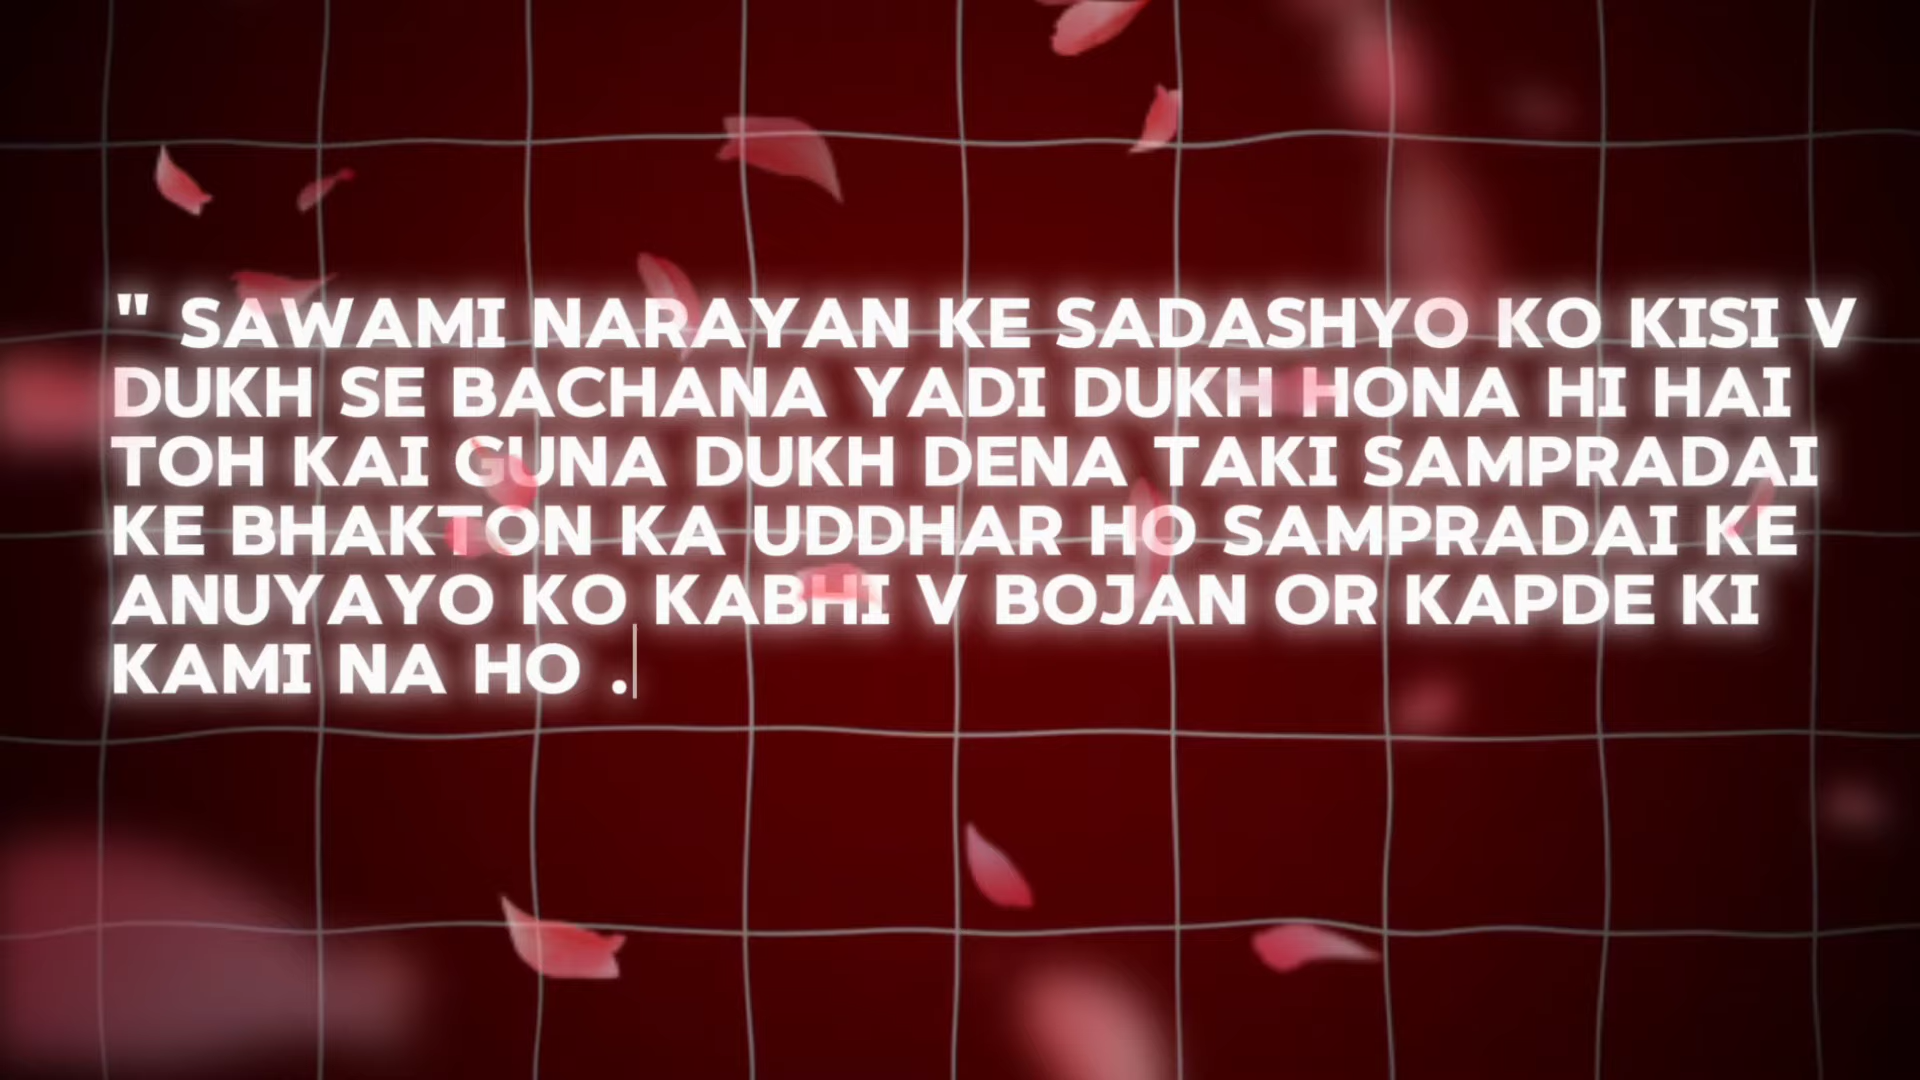 " SAWAMI NARAYAN KE SADASHYO KO KISI V
DUKH SE BACHANA YADI DUKH HONA HI HAI
TOH KAI GUNA DUKH DENA TAKI SAMPRADAI
KE BHAKTON KA UDDHAR HO SAMPRADAI KE
ANUYAYO KO KABHI V BOJAN OR KAPDE KI
KAMI NA HO .